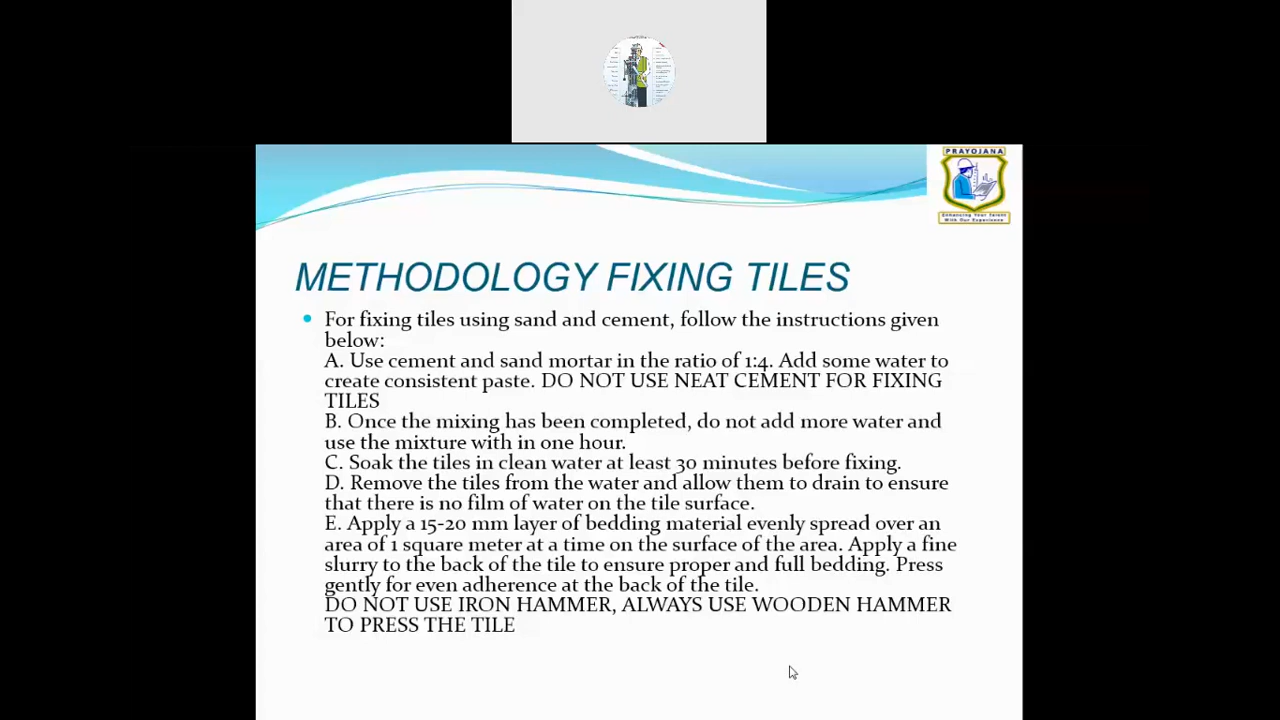 PRAYOJANA
Enhancing Your Talent
With Our Experience
METHODOLOGY FIXING TILES
• For fixing tiles using sand and cement, follow the instructions given
below:
A. Use cement and sand mortar in the ratio of 1:4. Add some water to
create consistent paste. DO NOT USE NEAT CEMENT FOR FIXING
TILES
B. Once the mixing has been completed, do not add more water and
use the mixture with in one hour.
C. Soak the tiles in clean water at least 30 minutes before fixing.
D. Remove the tiles from the water and allow them to drain to ensure
that there is no film of water on the tile surface.
E. Apply a 15-20 mm layer of bedding material evenly spread over an
area of 1 square meter at a time on the surface of the area. Apply a fine
slurry to the back of the tile to ensure proper and full bedding. Press
gently for even adherence at the back of the tile.
DO NOT USE IRON HAMMER, ALWAYS USE WOODEN HAMMER
TO PRESS THE TILE